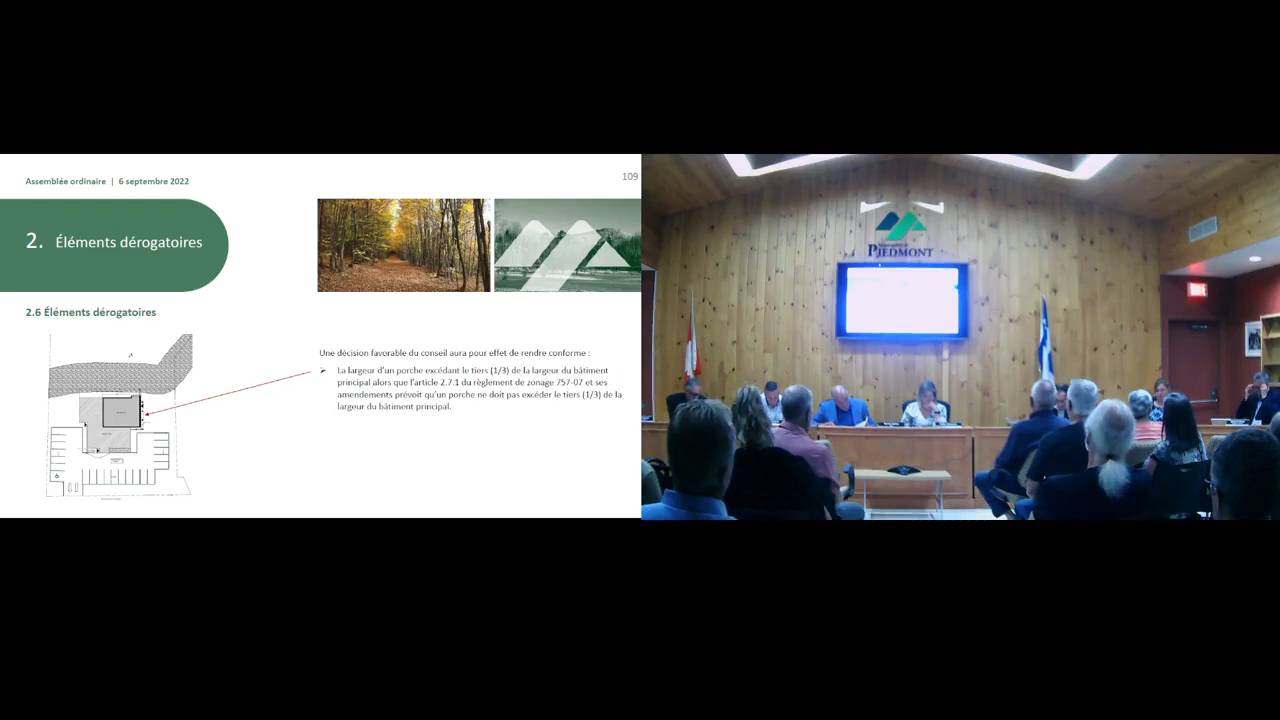 Assemblée ordinaire | 6 septembre 2022
109
2. Éléments dérogatoires
2.6 Éléments dérogatoires
Une décision favorable du conseil aura pour effet de rendre conforme :
➢ La largeur d'un porche excédant le tiers (1/3) de la largeur du bâtiment
principal alors que l'article 2.7.1 du règlement de zonage 757-07 et ses
amendements prévoit qu'un porche ne doit pas excéder le tiers (1/3) de la
largeur du bâtiment principal.
PIEDMONT